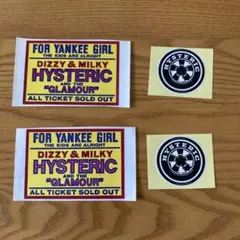 FOR YANKEE GIRL
THE KIDS ARE ALRIGHT
DIZZY & MILKY
HYSTERIC
AND THE
"GLAMOUR"
ALL TICKET SOLD OUT
HYSTERIC
FOR YANKEE GIRL
THE KIDS ARE ALRIGHT
DIZZY & MILKY
HYSTERIC
AND THE
"GLAMOUR"
ALL TICKET SOLD OUT
HYSTERIC